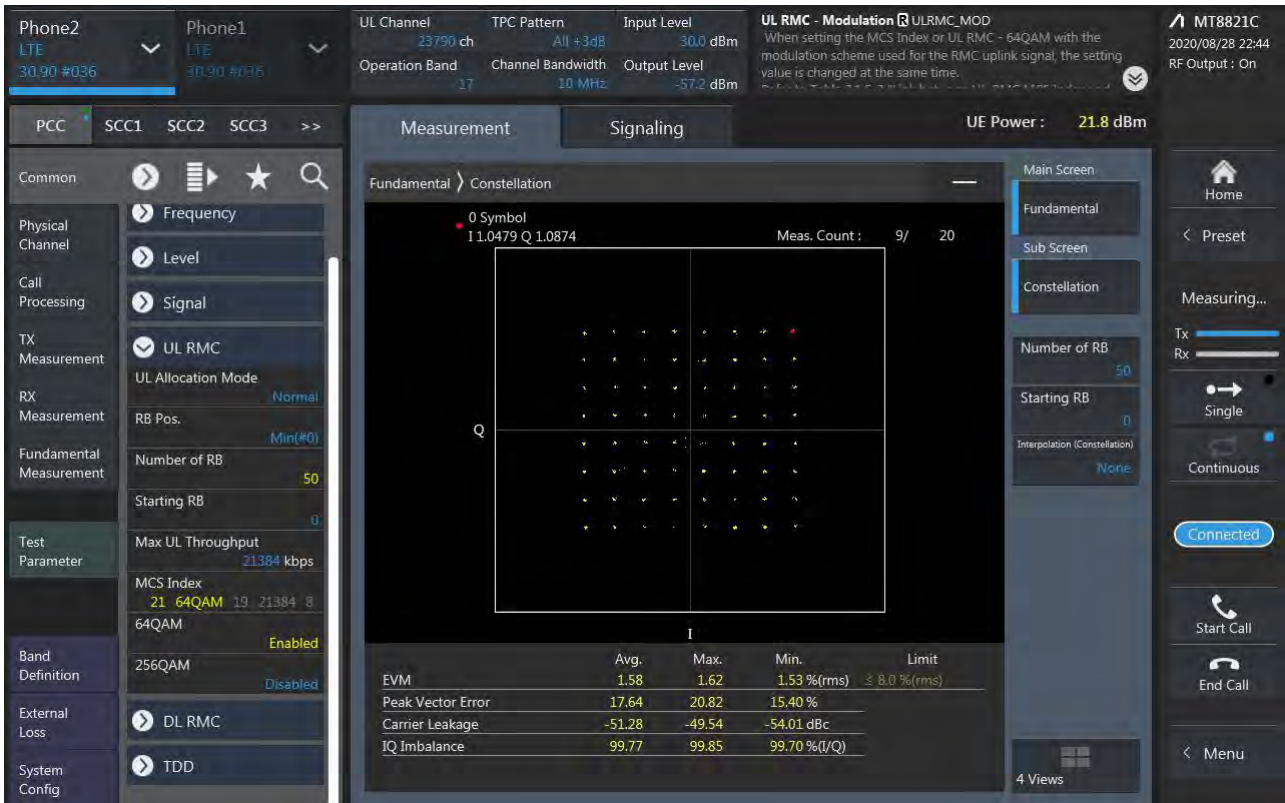 Phone2
LTE
30.90 #036
Phone1
LTE
30.90 #036
UL Channel
23790 ch
Operation Band
17
TPC Pattern
All +3dB
Channel Bandwidth
10 MHz
Input Level
30.0 dBm
Output Level
-57.2 dBm
UL RMC - Modulation R ULRMC_MOD
When setting the MCS Index or UL RMC - 64QAM with the
modulation scheme used for the RMC uplink signal, the setting
value is changed at the same time.
MT8821C
2020/08/28 22:44
RF Output : On
PCC SCC1 SCC2 SCC3 >>
Common
Physical
Channel
Call
Processing
TX
Measurement
RX
Measurement
Fundamental
Measurement
Test
Parameter
Band
Definition
External
Loss
System
Config
Frequency
Level
Signal
UL RMC
UL Allocation Mode
Normal
RB Pos.
Min(#0)
Number of RB
50
Starting RB
0
Max UL Throughput
21384 kbps
MCS Index
21 64QAM 19 21384 8
64QAM
Enabled
256QAM
Disabled
DL RMC
TDD
Measurement
Signaling
UE Power : 21.8 dBm
Fundamental Constellation
0 Symbol
I 1.0479 Q 1.0874
Meas. Count : 9/ 20
Q
I
Avg. Max. Min. Limit
EVM 1.58 1.62 1.53 %(rms) ≤ 8.0 %(rms)
Peak Vector Error 17.64 20.82 15.40 %
Carrier Leakage -51.28 -49.54 -54.01 dBc
IQ Imbalance 99.77 99.85 99.70 %(I/Q)
Main Screen
Fundamental
Sub Screen
Constellation
Number of RB
50
Starting RB
0
Interpolation (Constellation)
None
4 Views
Home
< Preset
Measuring...
Tx
Rx
Single
Continuous
Connected
Start Call
End Call
< Menu